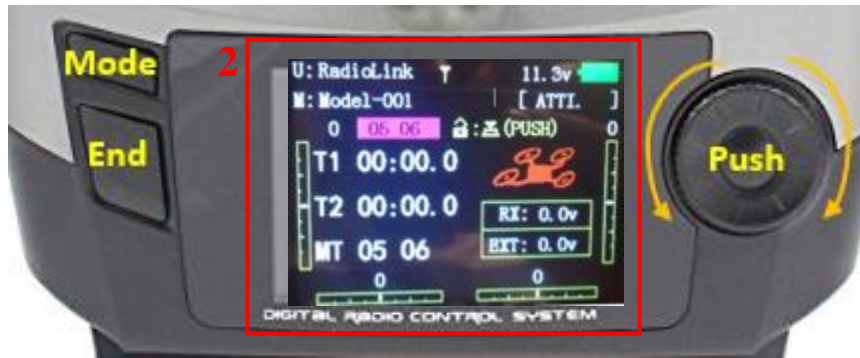 Mode
End
2
U: RadioLink 11.3v
M: Model-001 [ ATTI. ]
0 05 06 :(PUSH) 0
T1 00:00.0
T2 00:00.0
RX: 0.0v
MT 05 06
EXT: 0.0v
0 0
Push
DIGITAL RADIO CONTROL SYSTEM